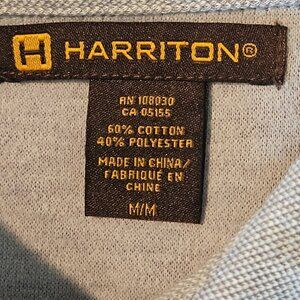 H HARRITON®
RN 108030
CA 05155
60% COTTON
40% POLYESTER
MADE IN CHINA/
FABRIQUÉ EN
CHINE
M/M